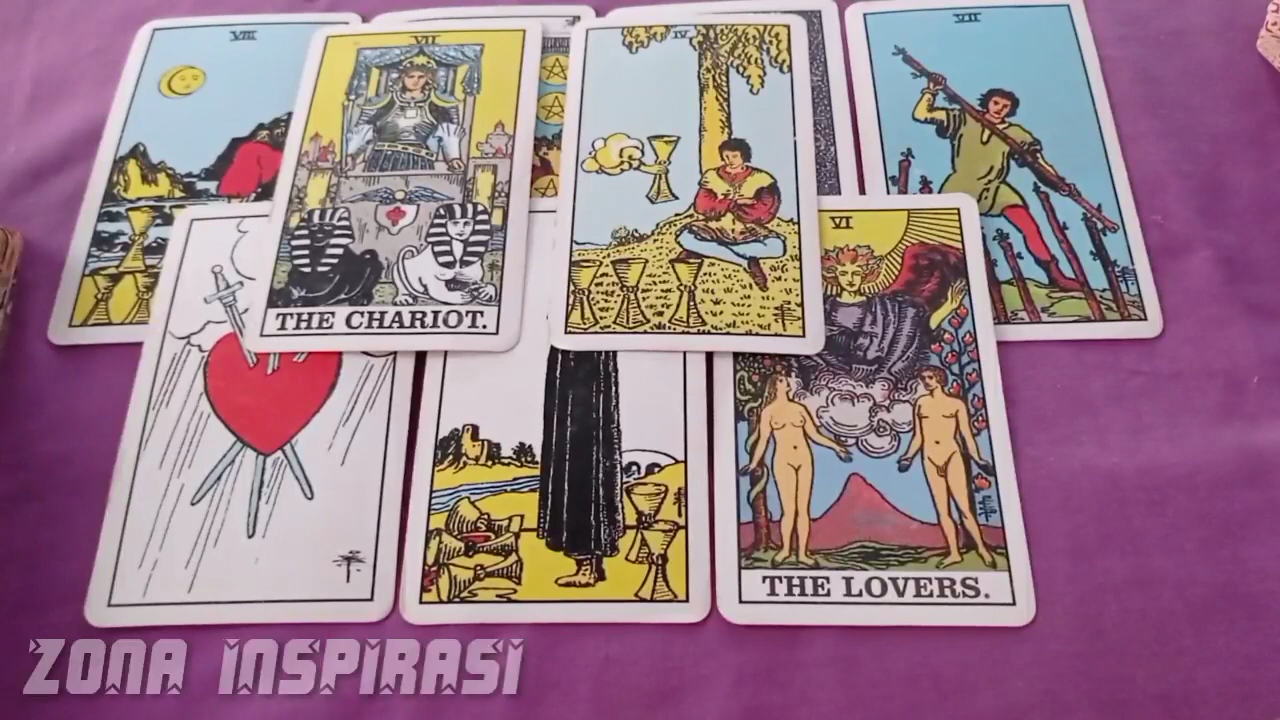 VIII
VII
IV
VII
VI
THE CHARIOT.
THE LOVERS.
ZONA INSPIRASI